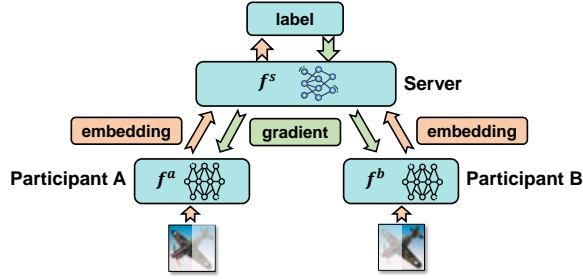 label
f^s
Server
embedding
gradient
embedding
Participant A
f^a
f^b
Participant B